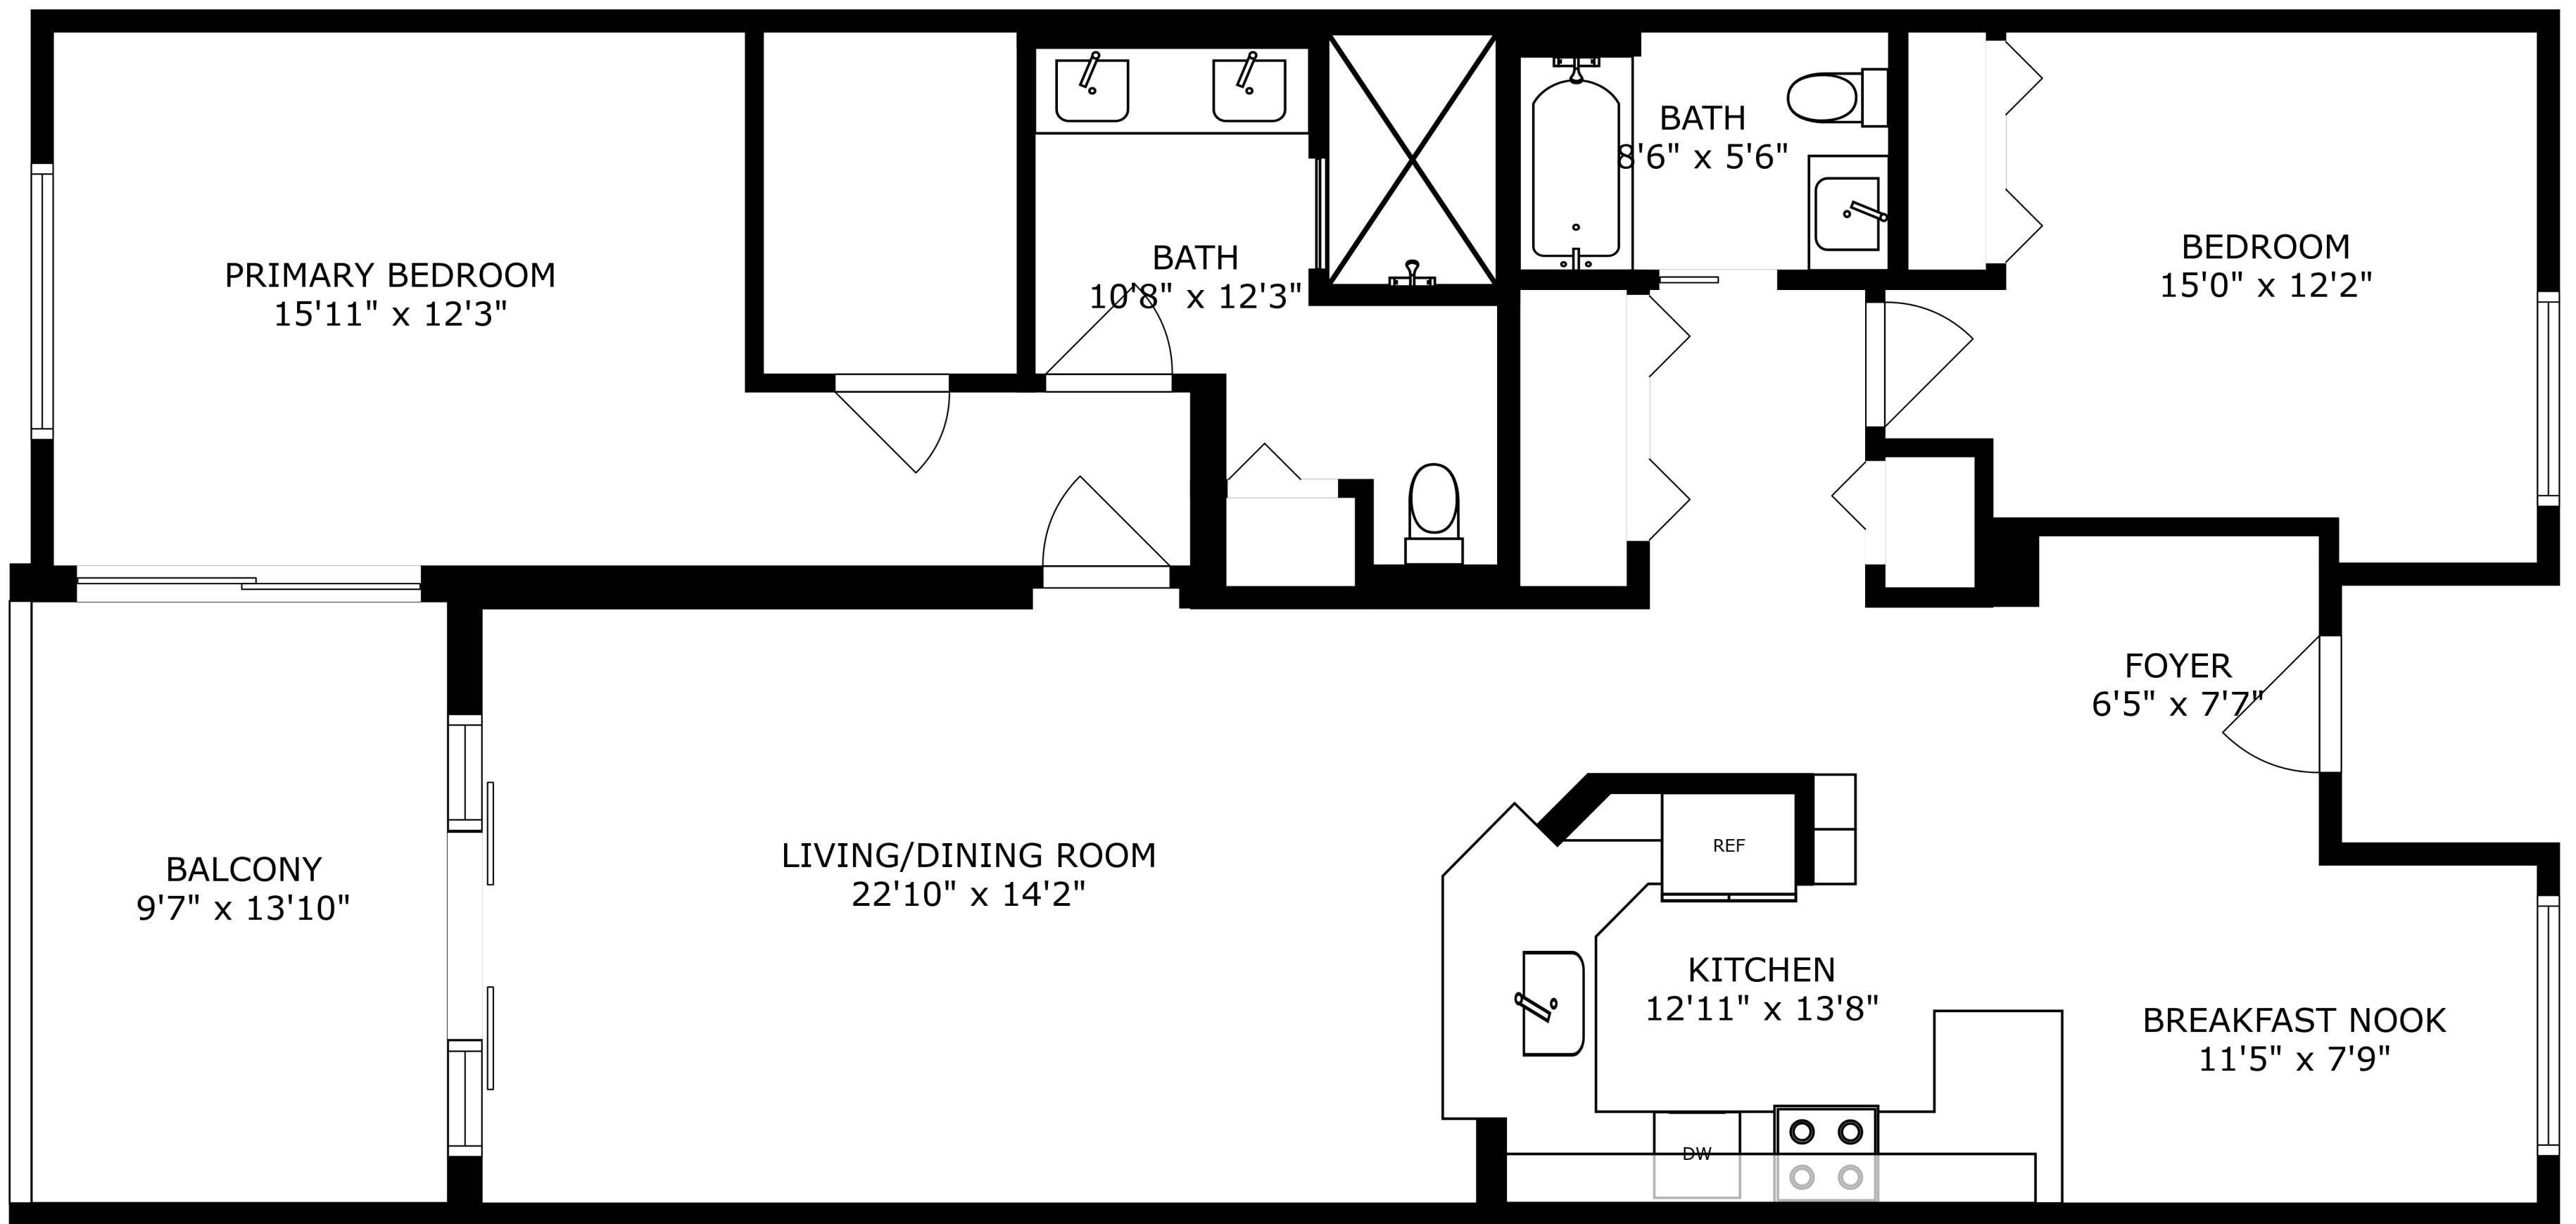 BATH
8'6" x 5'6"
BEDROOM
15'0" x 12'2"
BATH
10'8" x 12'3"
PRIMARY BEDROOM
15'11" x 12'3"
FOYER
6'5" x 7'7"
REF
LIVING/DINING ROOM
22'10" x 14'2"
BALCONY
9'7" x 13'10"
KITCHEN
12'11" x 13'8"
BREAKFAST NOOK
11'5" x 7'9"
DW